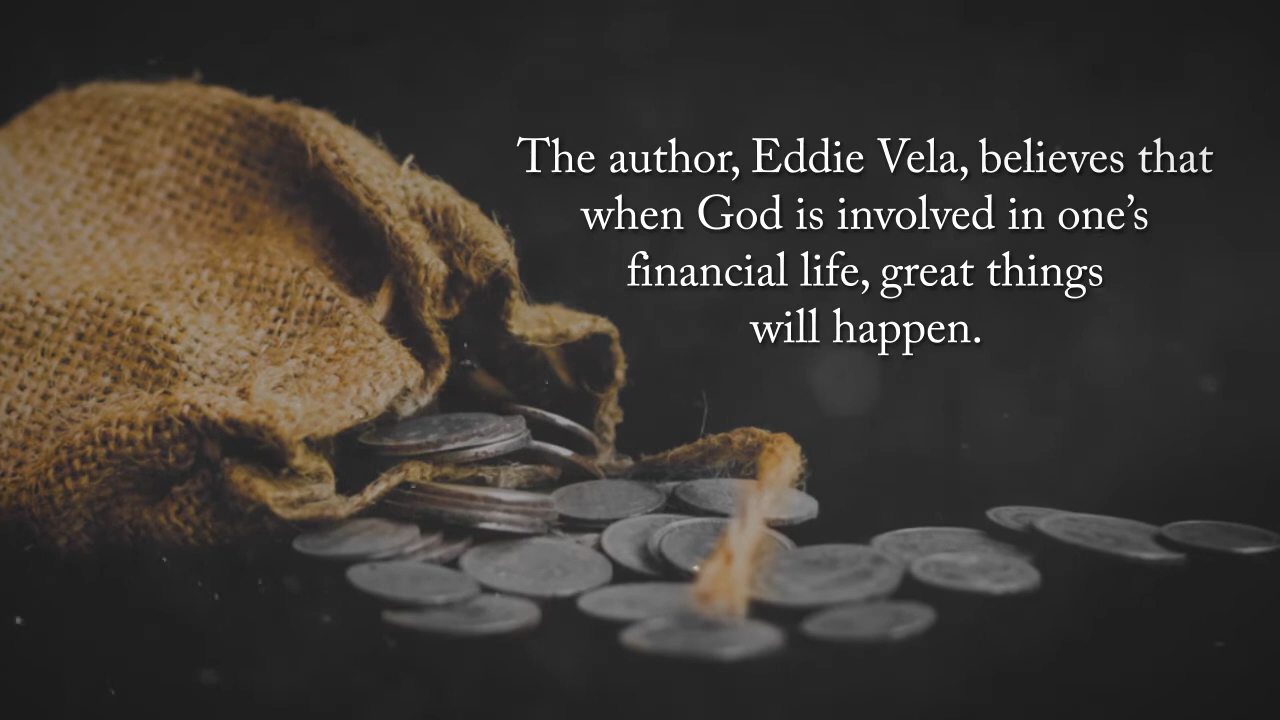 The author, Eddie Vela, believes that
when God is involved in one’s
financial life, great things
will happen.